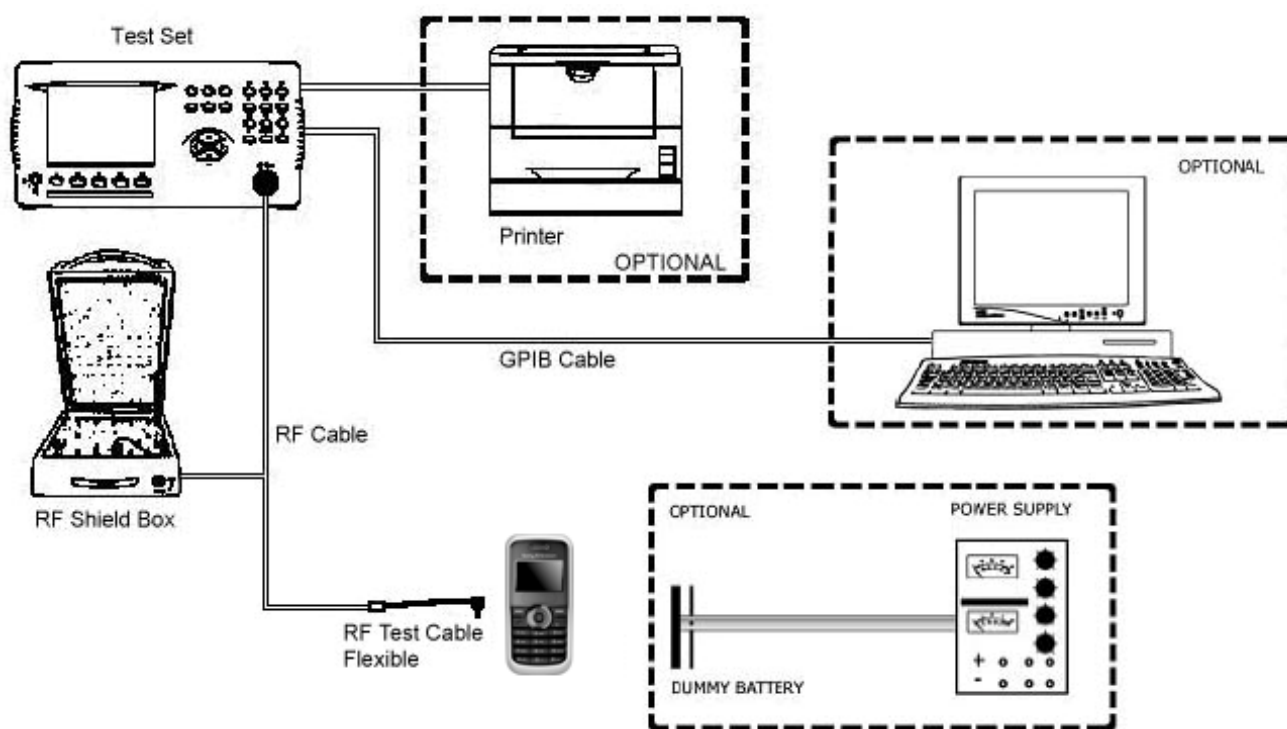 Test Set
Printer
OPTIONAL
OPTIONAL
GPIB Cable
RF Cable
RF Shield Box
RF Test Cable
Flexible
OPTIONAL
POWER SUPPLY
DUMMY BATTERY
+
-